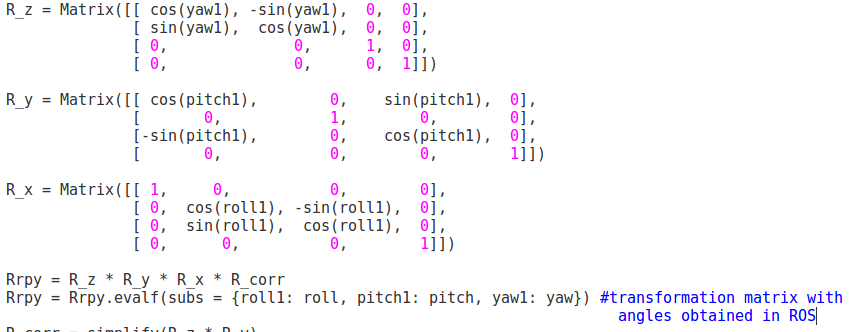 R_z = Matrix([[ cos(yaw1), -sin(yaw1),  0,  0],
              [ sin(yaw1),  cos(yaw1),  0,  0],
              [ 0,              0,      1,  0],
              [ 0,              0,      0,  1]])
R_y = Matrix([[ cos(pitch1),        0,    sin(pitch1),  0],
              [       0,            1,        0,        0],
              [-sin(pitch1),        0,    cos(pitch1),  0],
              [       0,            0,        0,        1]])
R_x = Matrix([[ 1,     0,           0,        0],
              [ 0,  cos(roll1), -sin(roll1),  0],
              [ 0,  sin(roll1),  cos(roll1),  0],
              [ 0,      0,          0,        1]])
Rrpy = R_z * R_y * R_x * R_corr
Rrpy = Rrpy.evalf(subs = {roll1: roll, pitch1: pitch, yaw1: yaw}) #transformation matrix with
angles obtained in ROS
R_corr = simplify(R_z * R_y)